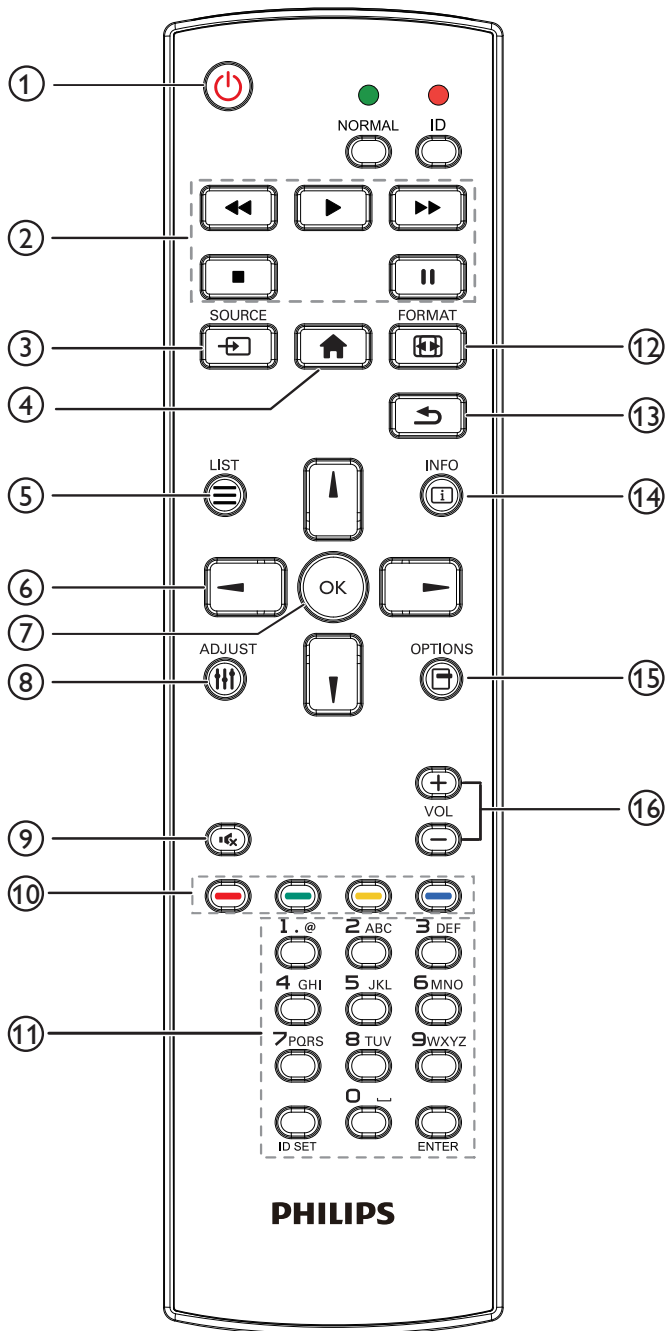 1
NORMAL ID
2
SOURCE FORMAT
3 12
4
13
LIST INFO
5 i 14
6 OK
7
ADJUST OPTIONS
8 15
+
VOL 16
9 −
10
1 . @ 2 ABC 3 DEF
4 GHI 5 JKL 6 MNO
11
7 PQRS 8 TUV 9 WXYZ
0 ⎵
ID SET ENTER
PHILIPS